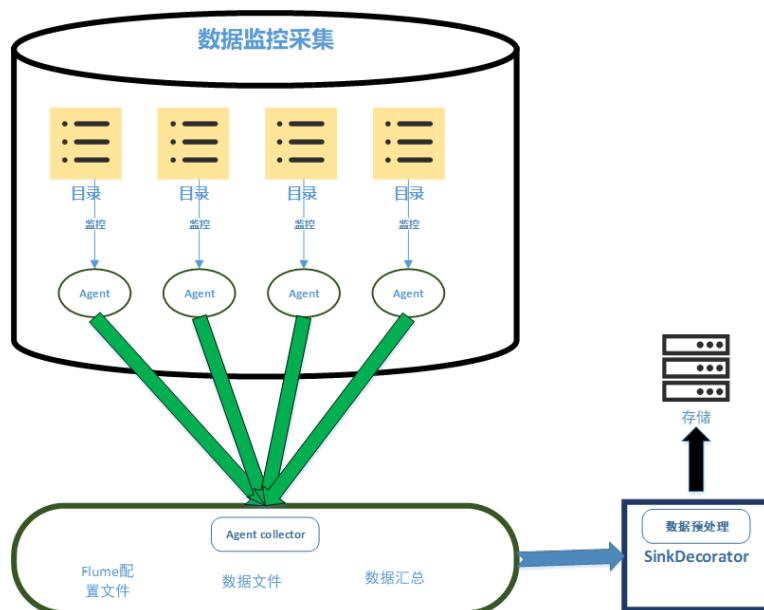 数据监控采集
目录
目录
目录
目录
监控
监控
监控
监控
Agent
Agent
Agent
Agent
存储
Agent collector
Flume配
置文件
数据文件
数据汇总
数据预处理
SinkDecorator